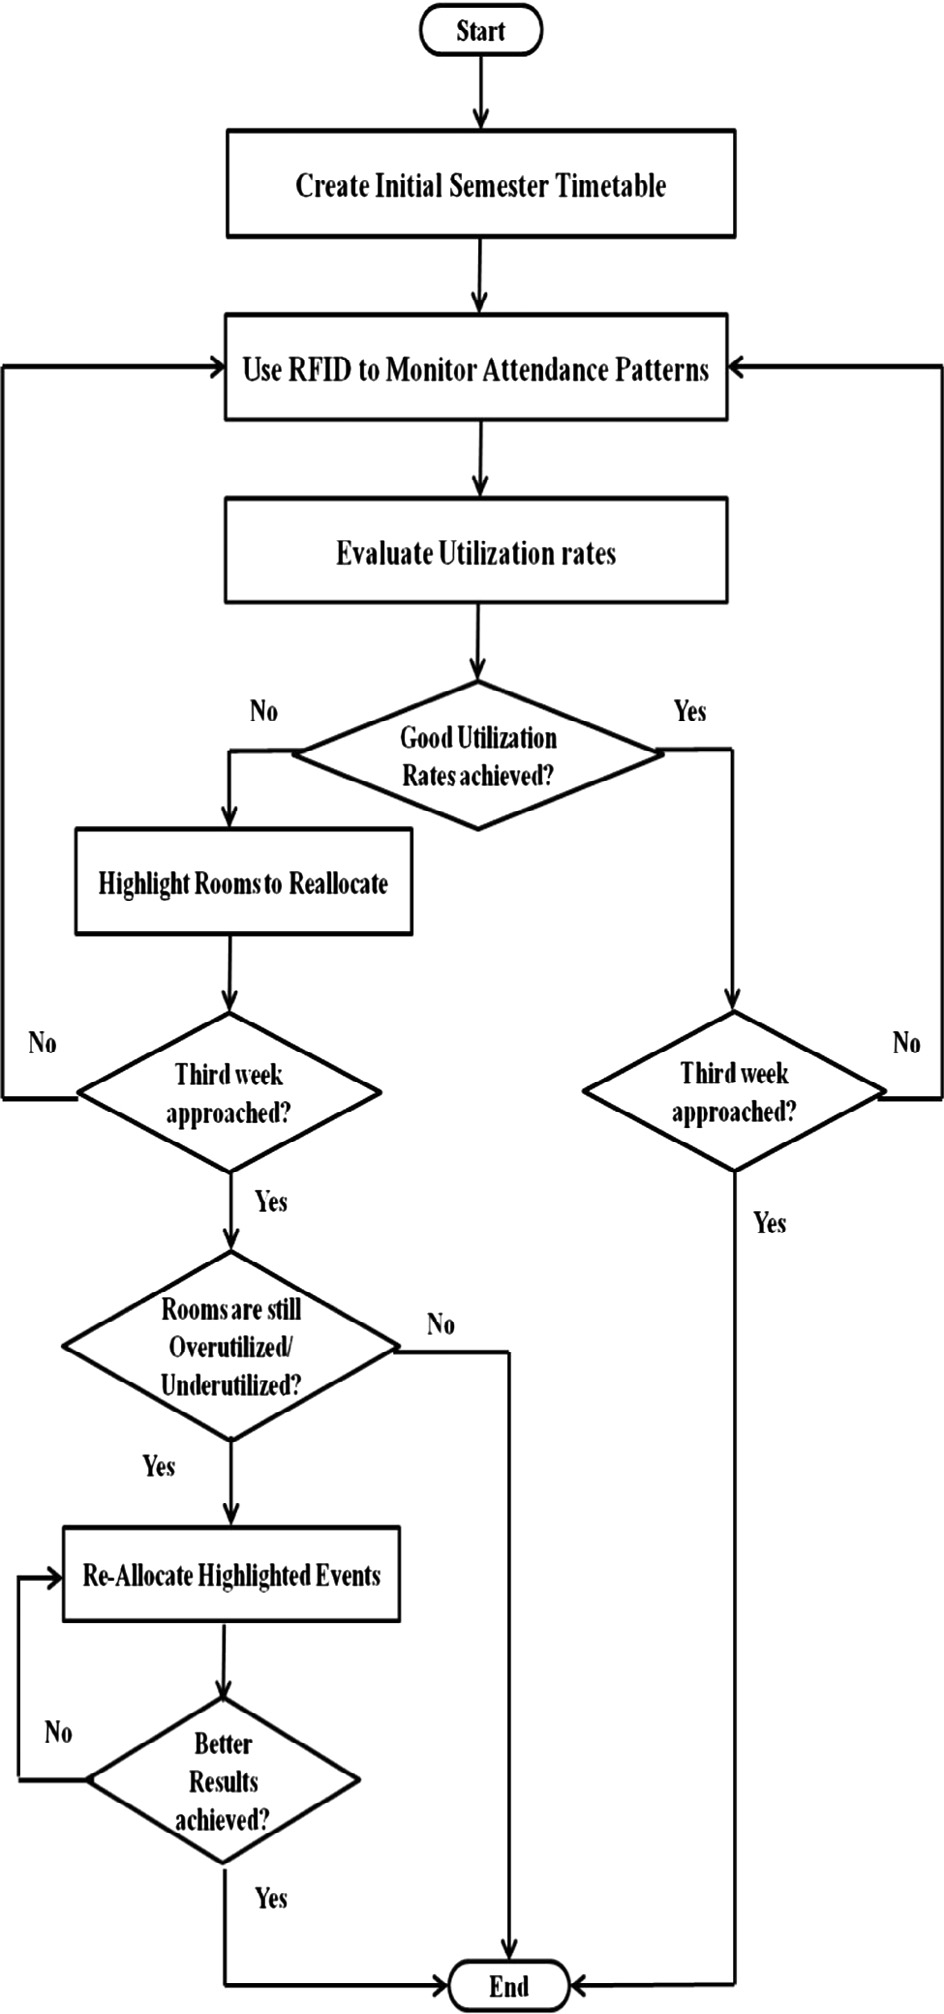 Start
Create Initial Semester Timetable
Use RFID to Monitor Attendance Patterns
Evaluate Utilization rates
No
Yes
Good Utilization
Rates achieved?
Highlight Rooms to Reallocate
No
Third week
approached?
Third week
approached?
No
Yes
Yes
Rooms are still
Overutilized/
Underutilized?
No
Yes
Re-Allocate Highlighted Events
No
Better
Results
achieved?
Yes
End